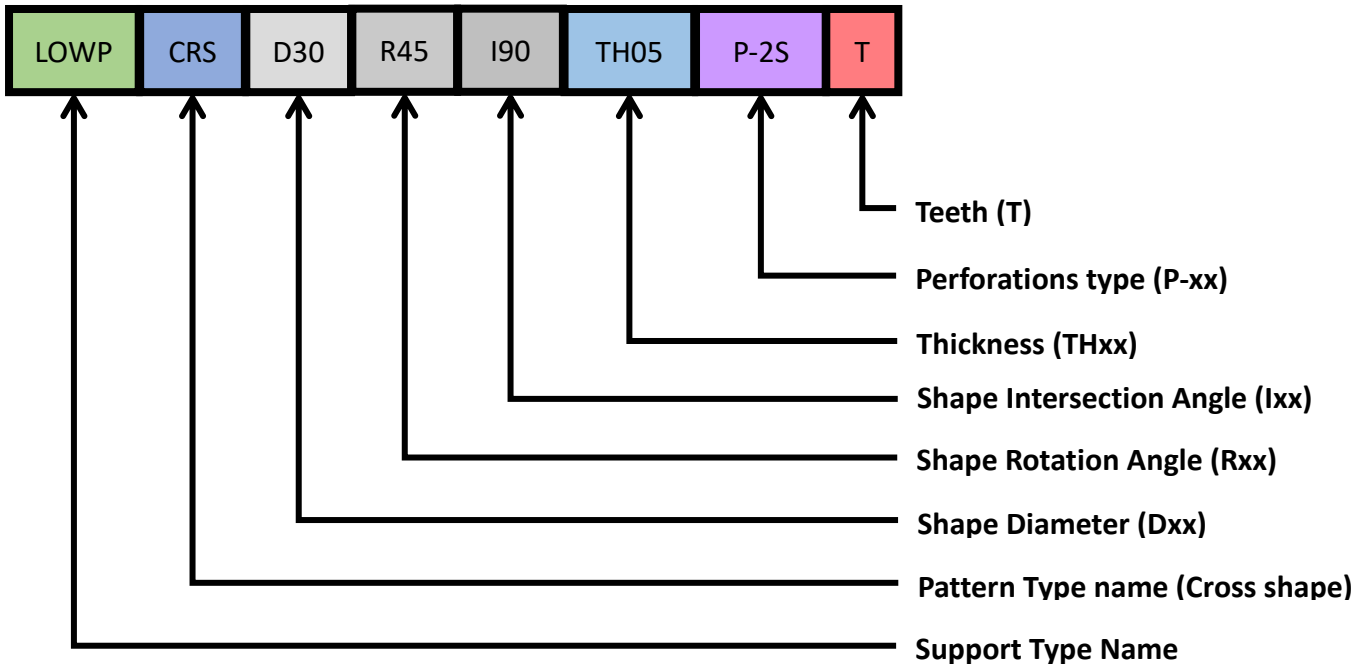 LOWP CRS D30 R45 I90 TH05 P-2S T
Teeth (T)
Perforations type (P-xx)
Thickness (THxx)
Shape Intersection Angle (Ixx)
Shape Rotation Angle (Rxx)
Shape Diameter (Dxx)
Pattern Type name (Cross shape)
Support Type Name